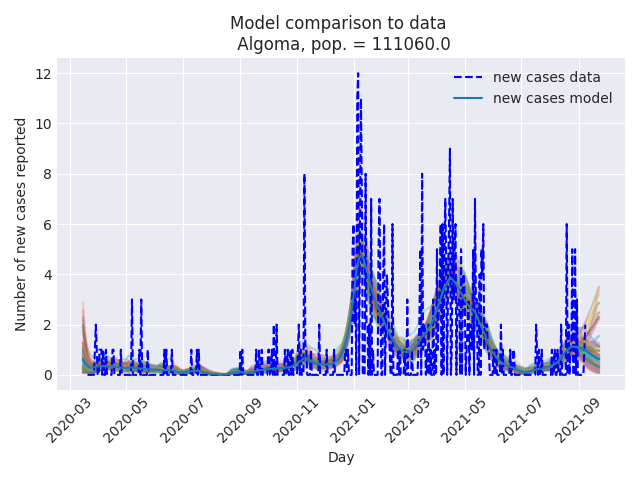 Model comparison to data
Algoma, pop. = 111060.0
new cases data
new cases model
Number of new cases reported
12
10
8
6
4
2
0
2020-03
2020-05
2020-07
2020-09
2020-11
2021-01
2021-03
2021-05
2021-07
2021-09
Day